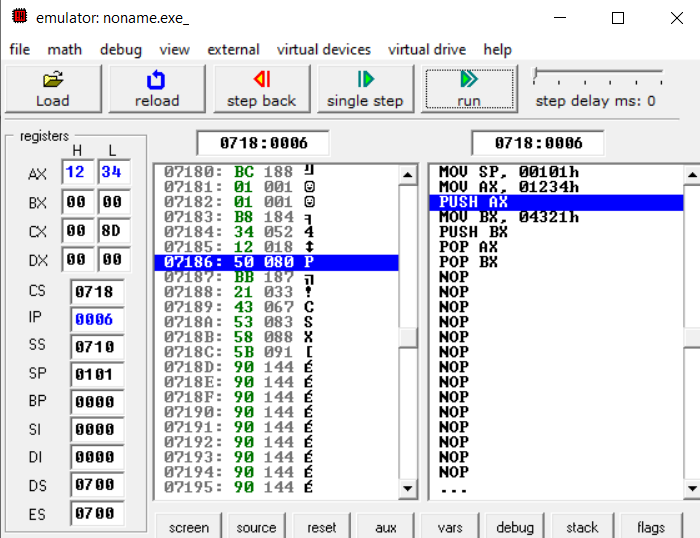 emulator: noname.exe_
file math debug view external virtual devices virtual drive help
Load reload step back single step run step delay ms: 0
registers
H L
AX 12 34
BX 00 00
CX 00 8D
DX 00 00
CS 0718
IP 0006
SS 0710
SP 0101
BP 0000
SI 0000
DI 0000
DS 0700
ES 0700
0718:0006
07180: BC 188 ╝
07181: 01 001 ☺
07182: 01 001 ☺
07183: B8 184 ╕
07184: 34 052 4
07185: 12 018 ↕
07186: 50 080 P
07187: BB 187 ╗
07188: 21 033 !
07189: 43 067 C
0718A: 53 083 S
0718B: 58 088 X
0718C: 5B 091 [
0718D: 90 144 É
0718E: 90 144 É
0718F: 90 144 É
07190: 90 144 É
07191: 90 144 É
07192: 90 144 É
07193: 90 144 É
07194: 90 144 É
07195: 90 144 É
0718:0006
MOV SP, 00101h
MOV AX, 01234h
PUSH AX
MOV BX, 04321h
PUSH BX
POP AX
POP BX
NOP
NOP
NOP
NOP
NOP
NOP
NOP
NOP
NOP
NOP
NOP
NOP
NOP
NOP
...
screen source reset aux vars debug stack flags